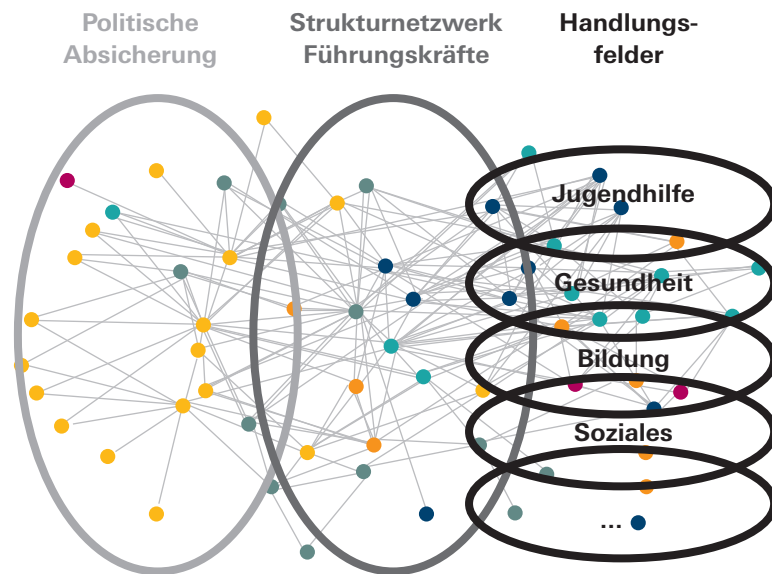 Politische
Absicherung
Strukturnetzwerk
Führungskräfte
Handlungs-
felder
Jugendhilfe
Gesundheit
Bildung
Soziales
...